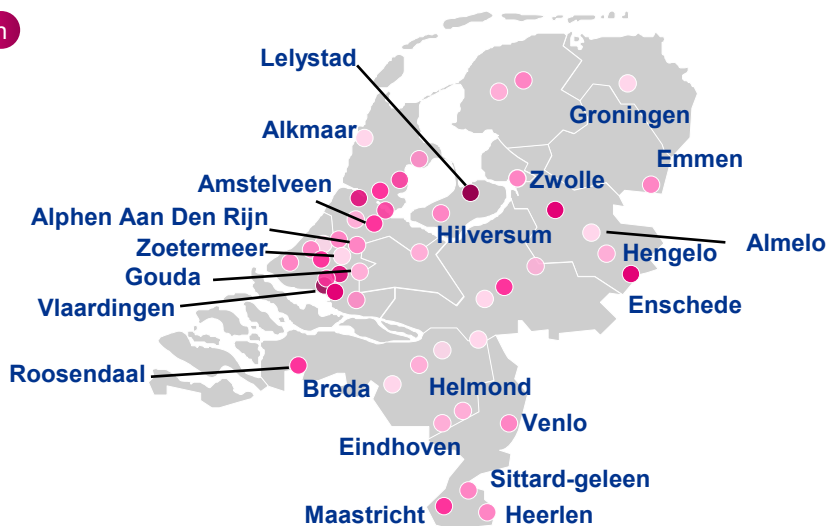 Lelystad
Groningen
Alkmaar
Emmen
Zwolle
Amstelveen
Alphen Aan Den Rijn
Hilversum
Almelo
Zoetermeer
Hengelo
Gouda
Vlaardingen
Enschede
Roosendaal
Breda
Helmond
Venlo
Eindhoven
Sittard-geleen
Maastricht
Heerlen